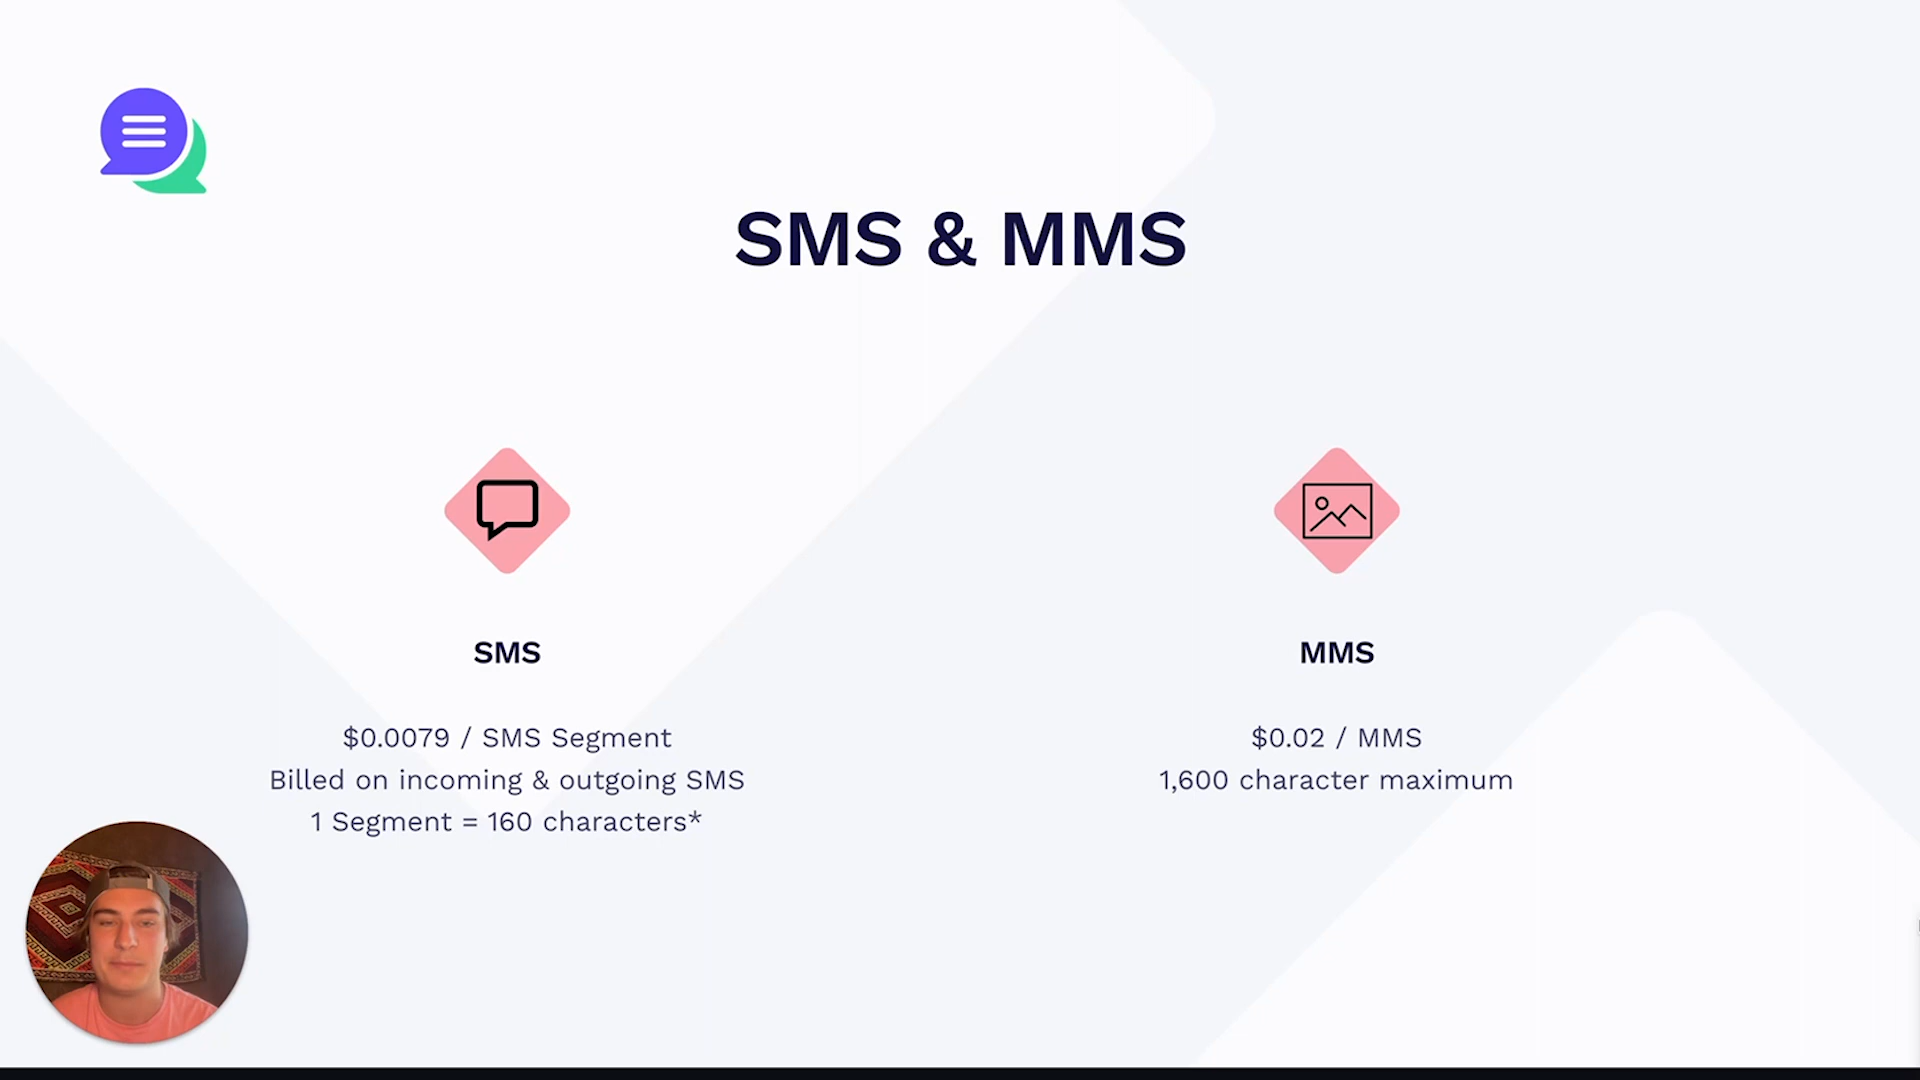 SMS & MMS
SMS
$0.0079 / SMS Segment
Billed on incoming & outgoing SMS
1 Segment = 160 characters*
MMS
$0.02 / MMS
1,600 character maximum